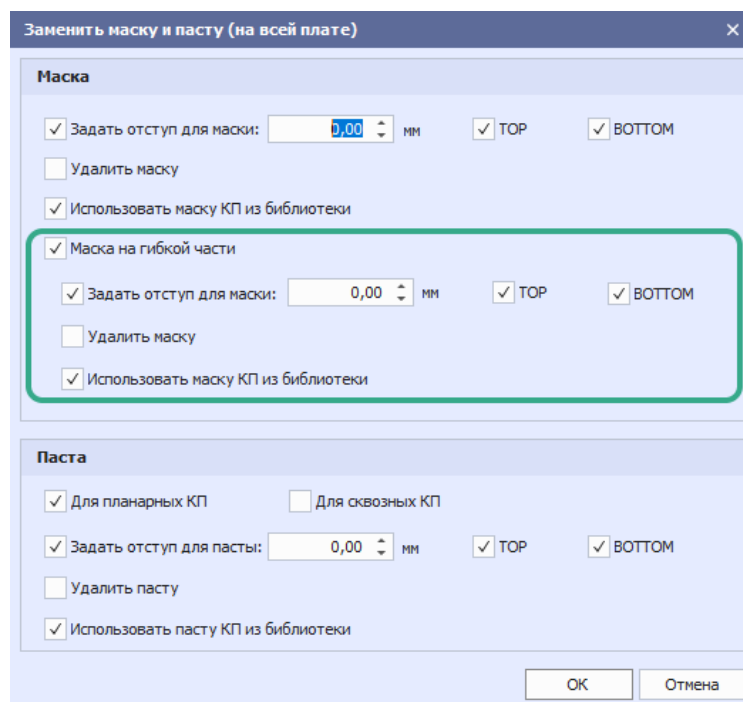 Заменить маску и пасту (на всей плате)
Маска
Задать отступ для маски: 0,00 мм TOP BOTTOM
Удалить маску
Использовать маску КП из библиотеки
Маска на гибкой части
Задать отступ для маски: 0,00 мм TOP BOTTOM
Удалить маску
Использовать маску КП из библиотеки
Паста
Для планарных КП Для сквозных КП
Задать отступ для пасты: 0,00 мм TOP BOTTOM
Удалить пасту
Использовать пасту КП из библиотеки
OK Отмена